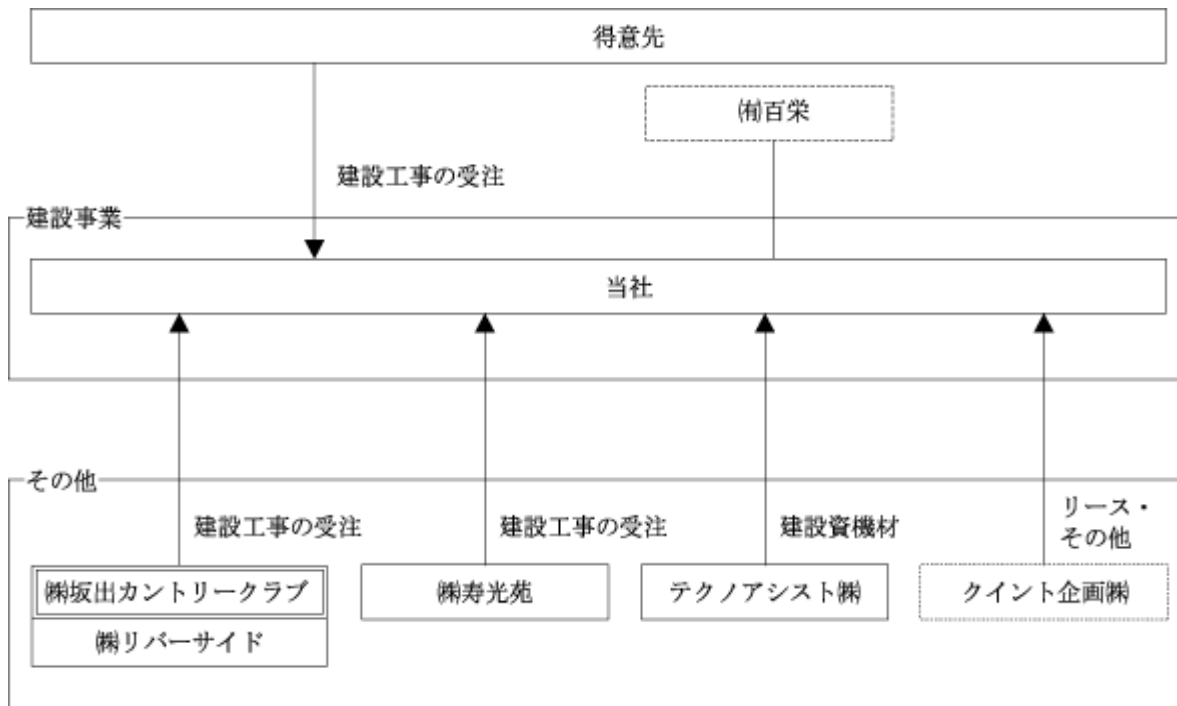 得意先
㈲百栄
建設工事の受注
建設事業
当社
その他
建設工事の受注
建設工事の受注
建設資機材
リース・
その他
㈱坂出カントリークラブ
㈱リバーサイド
㈱寿光苑
テクノアシスト㈱
クイント企画㈱